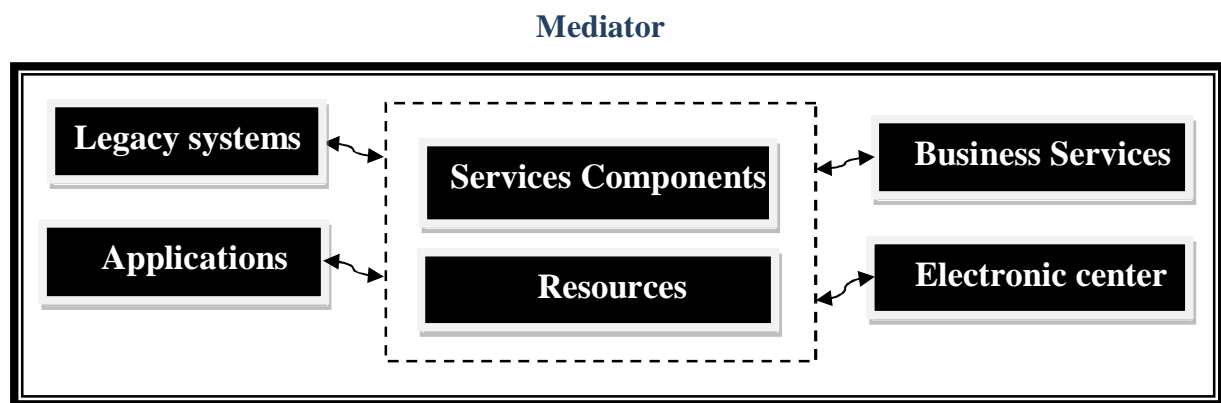 Mediator
Legacy systems
Applications
Services Components
Resources
Business Services
Electronic center